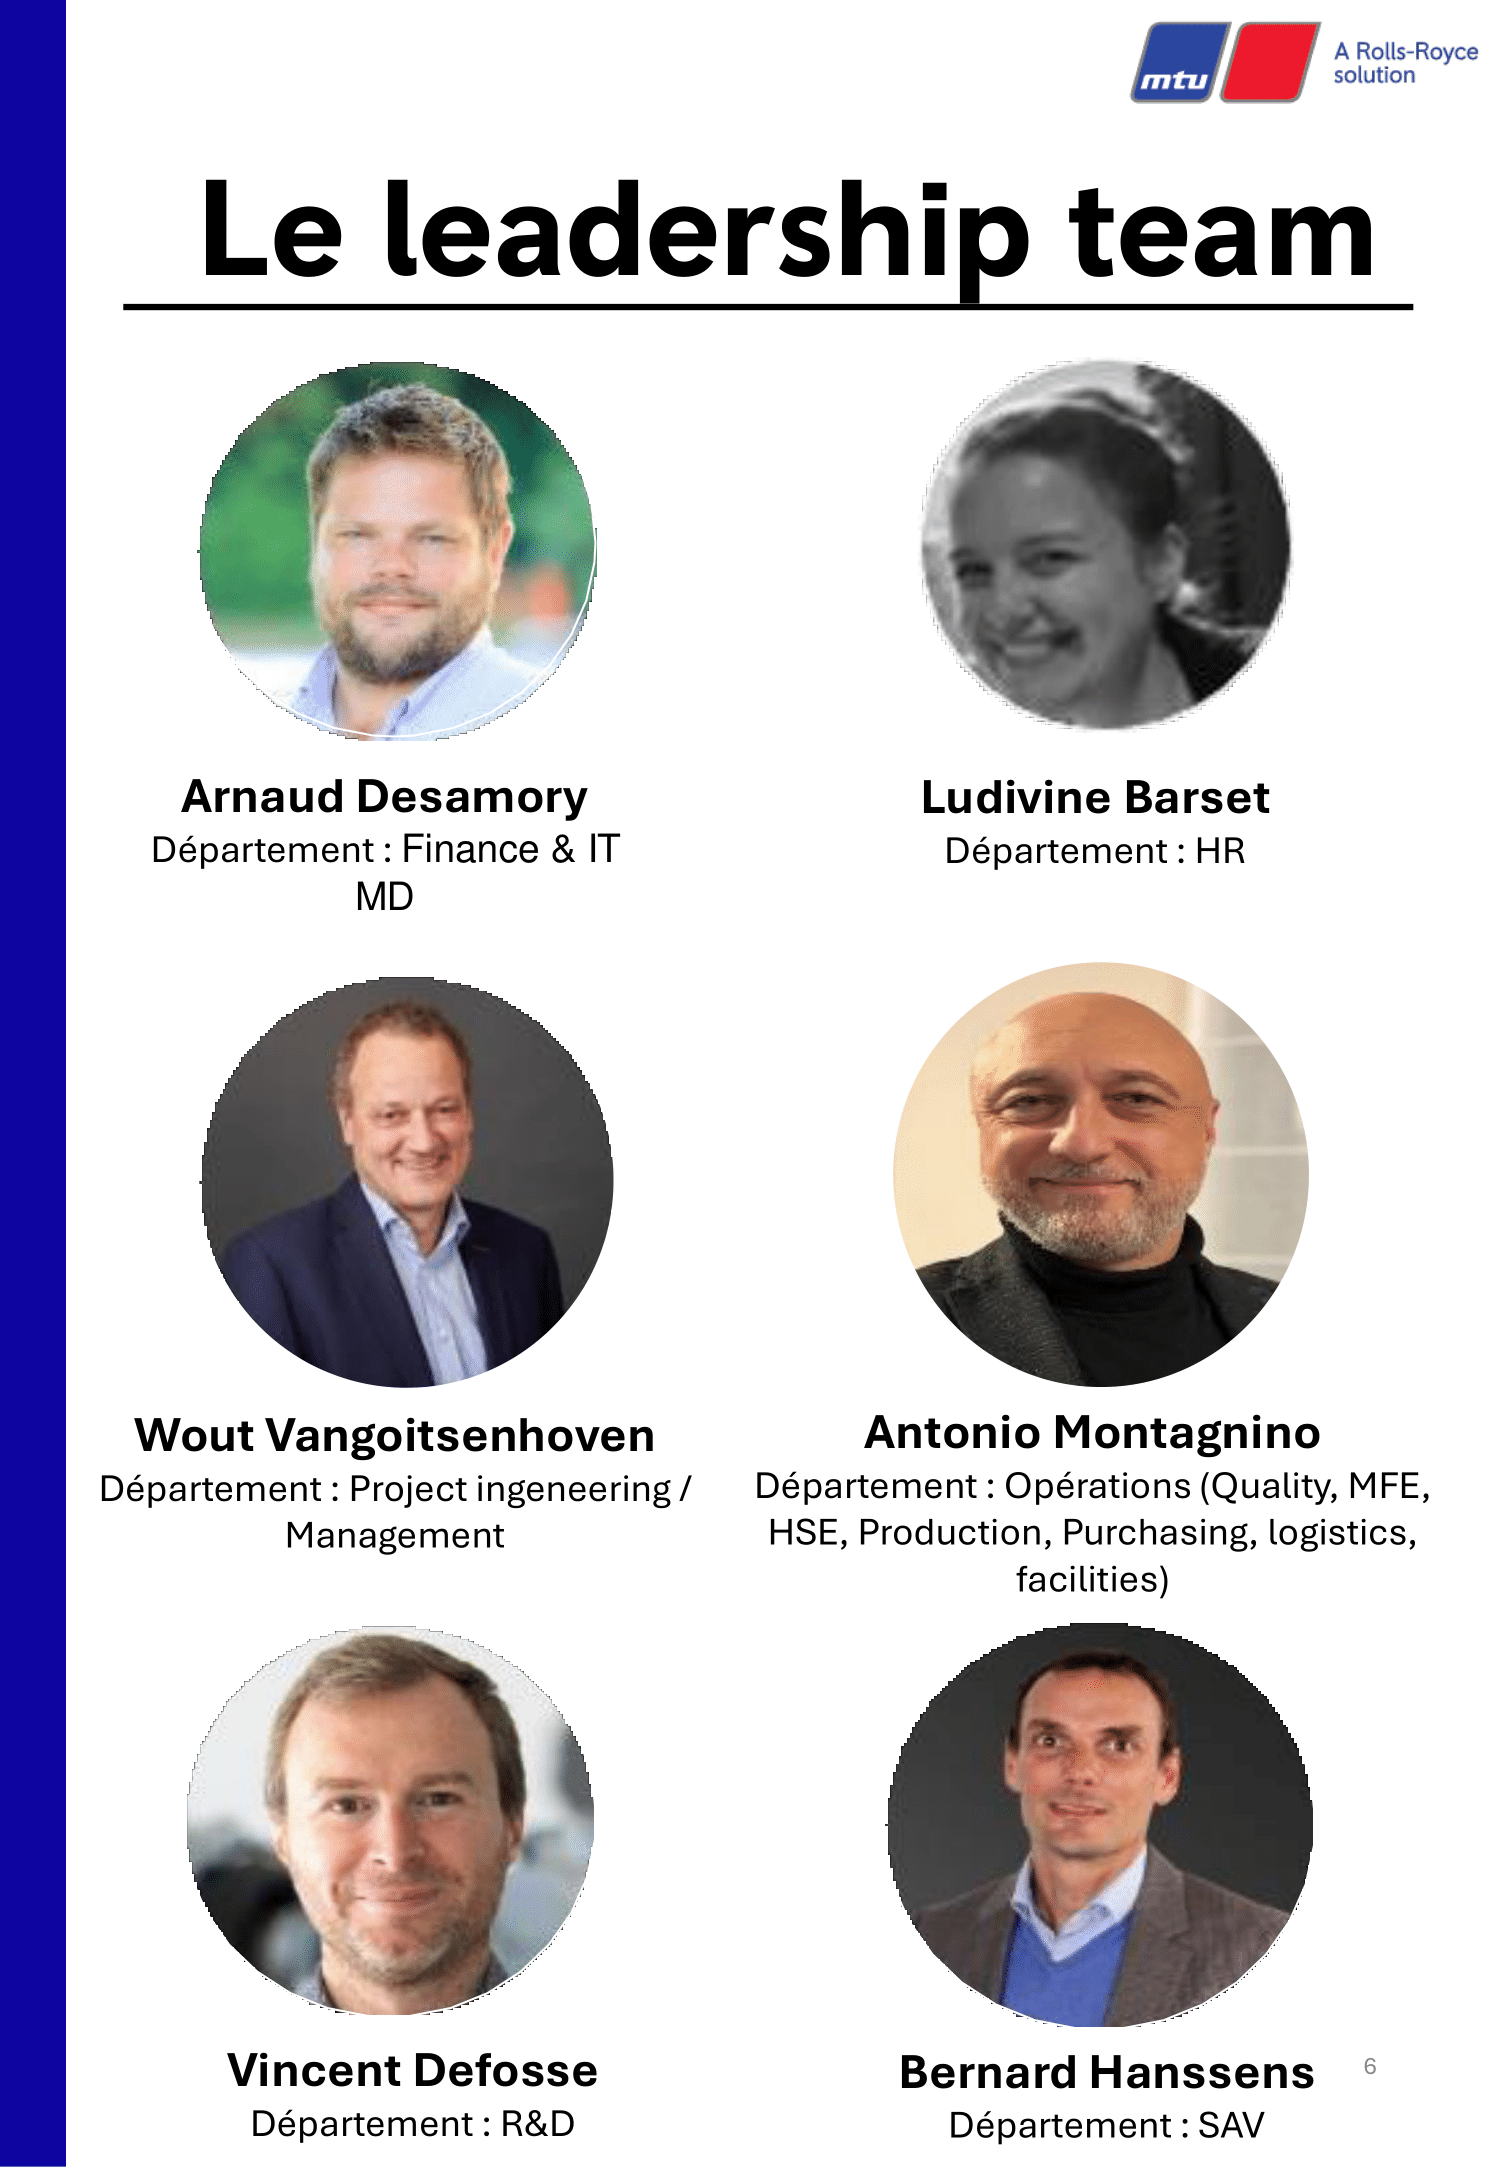 mtu
A Rolls-Royce
solution
Le leadership team
Arnaud Desamory
Département : Finance & IT
MD
Ludivine Barset
Département : HR
Wout Vangoitsenhoven
Département : Project ingeneering /
Management
Antonio Montagnino
Département : Opérations (Quality, MFE,
HSE, Production, Purchasing, logistics,
facilities)
Vincent Defosse
Département : R&D
Bernard Hanssens
Département : SAV
6